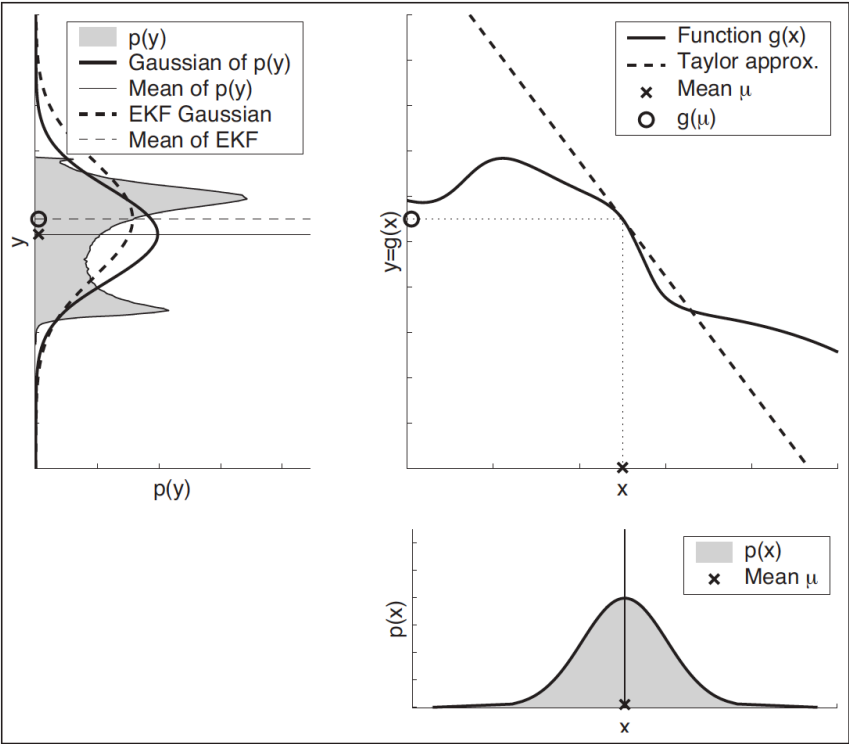 p(y)
Gaussian of p(y)
Mean of p(y)
EKF Gaussian
Mean of EKF
y
p(y)
Function g(x)
Taylor approx.
Mean μ
g(μ)
y=g(x)
x
p(x)
Mean μ
p(x)
x